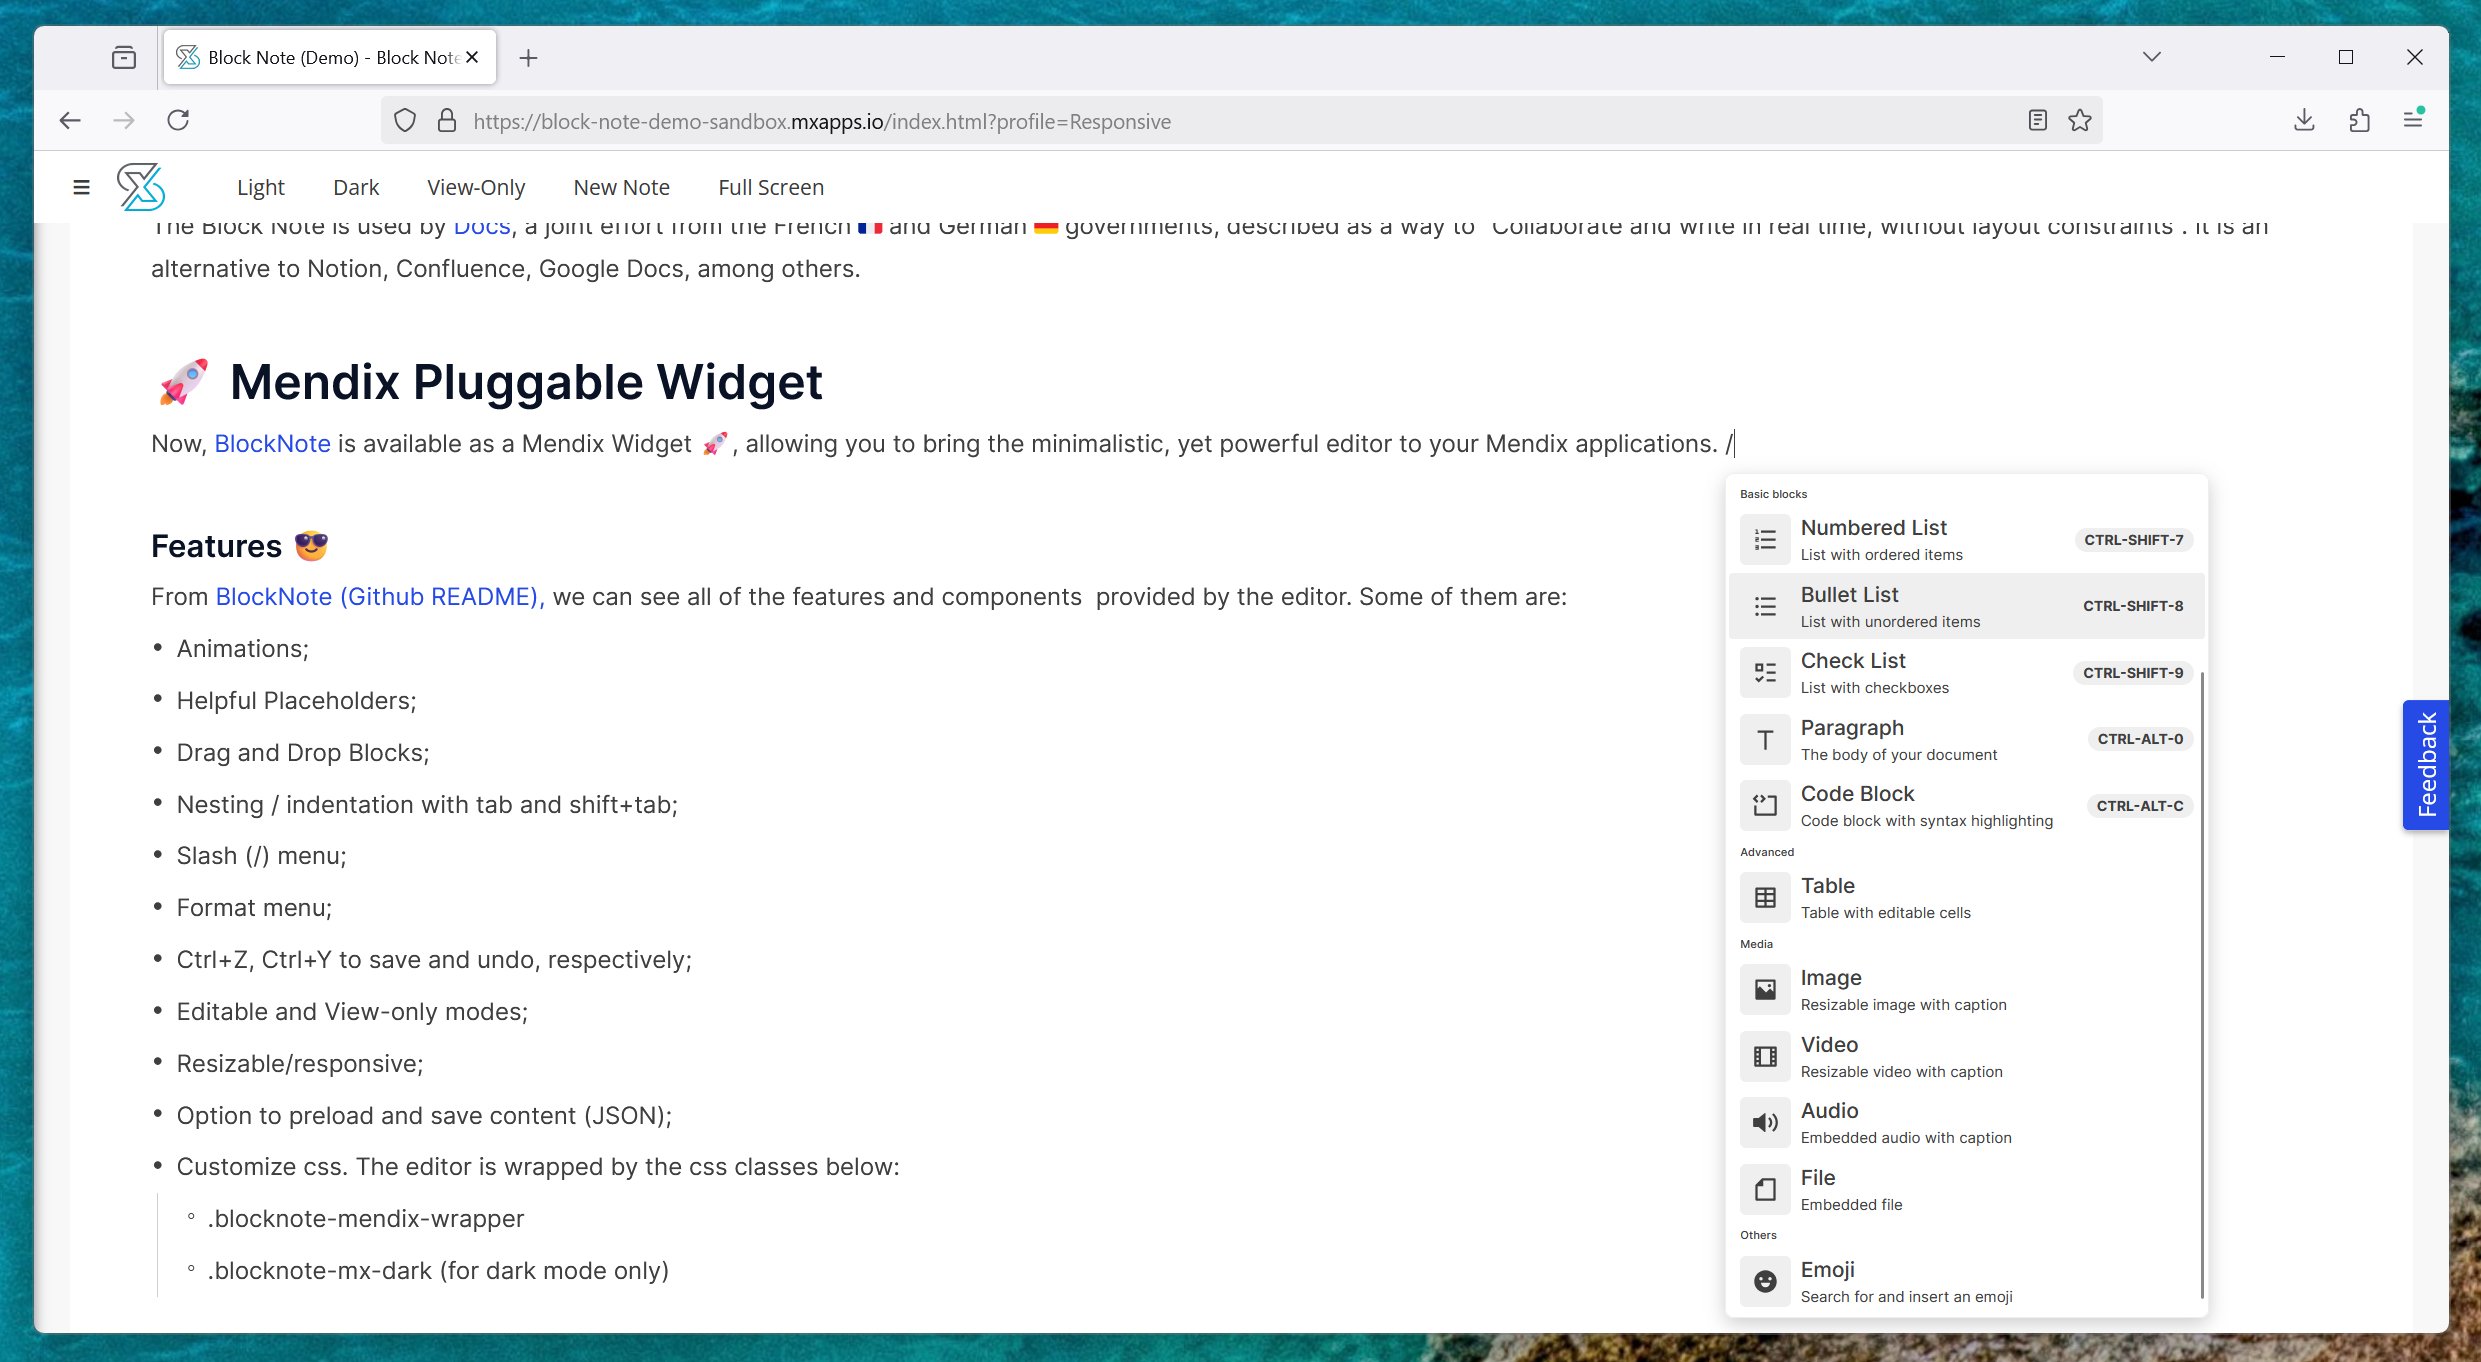 Block Note (Demo) - Block Note
https://block-note-demo-sandbox.mxapps.io/index.html?profile=Responsive
Light Dark View-Only New Note Full Screen
The Block Note is used by Docs, a joint effort from the French 🇫🇷 and German 🇩🇪 governments, described as a way to "Collaborate and write in real time, without layout constraints". It is an
alternative to Notion, Confluence, Google Docs, among others.
🚀 Mendix Pluggable Widget
Now, BlockNote is available as a Mendix Widget 🚀, allowing you to bring the minimalistic, yet powerful editor to your Mendix applications. /
Features 😎
From BlockNote (Github README), we can see all of the features and components  provided by the editor. Some of them are:
• Animations;
• Helpful Placeholders;
• Drag and Drop Blocks;
• Nesting / indentation with tab and shift+tab;
• Slash (/) menu;
• Format menu;
• Ctrl+Z, Ctrl+Y to save and undo, respectively;
• Editable and View-only modes;
• Resizable/responsive;
• Option to preload and save content (JSON);
• Customize css. The editor is wrapped by the css classes below:
◦ .blocknote-mendix-wrapper
◦ .blocknote-mx-dark (for dark mode only)
Basic blocks
Numbered List
List with ordered items
CTRL-SHIFT-7
Bullet List
List with unordered items
CTRL-SHIFT-8
Check List
List with checkboxes
CTRL-SHIFT-9
Paragraph
The body of your document
CTRL-ALT-0
Code Block
Code block with syntax highlighting
CTRL-ALT-C
Advanced
Table
Table with editable cells
Media
Image
Resizable image with caption
Video
Resizable video with caption
Audio
Embedded audio with caption
File
Embedded file
Others
Emoji
Search for and insert an emoji
Feedback